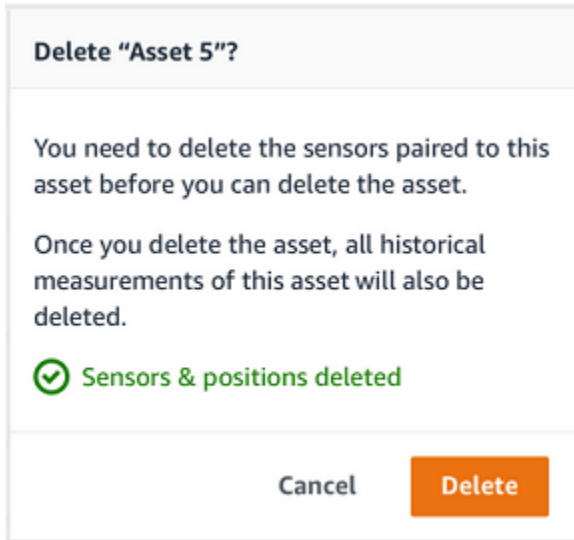 Delete “Asset 5”?
You need to delete the sensors paired to this
asset before you can delete the asset.
Once you delete the asset, all historical
measurements of this asset will also be
deleted.
Sensors & positions deleted
Cancel
Delete